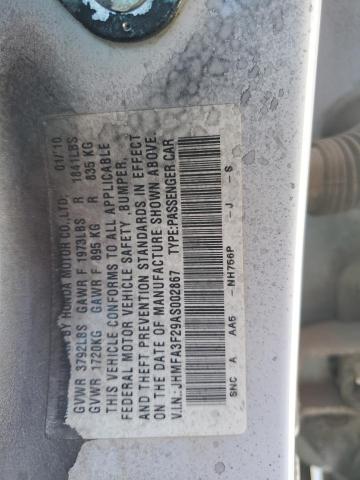 BY HONDA MOTOR CO.,LTD. 01/10
GVWR 3792LBS GAWR F 1973LBS R 1841LBS
GVWR 1720KG GAWR F 895 KG R 835 KG
THIS VEHICLE CONFORMS TO ALL APPLICABLE
FEDERAL MOTOR VEHICLE SAFETY ,BUMPER,
AND THEFT PREVENTION STANDARDS IN EFFECT
ON THE DATE OF MANUFACTURE SHOWN ABOVE.
V.I.N.: JHMFA3F29AS002867 TYPE:PASSENGER CAR
SNC A AA5 - NH756P - J - S